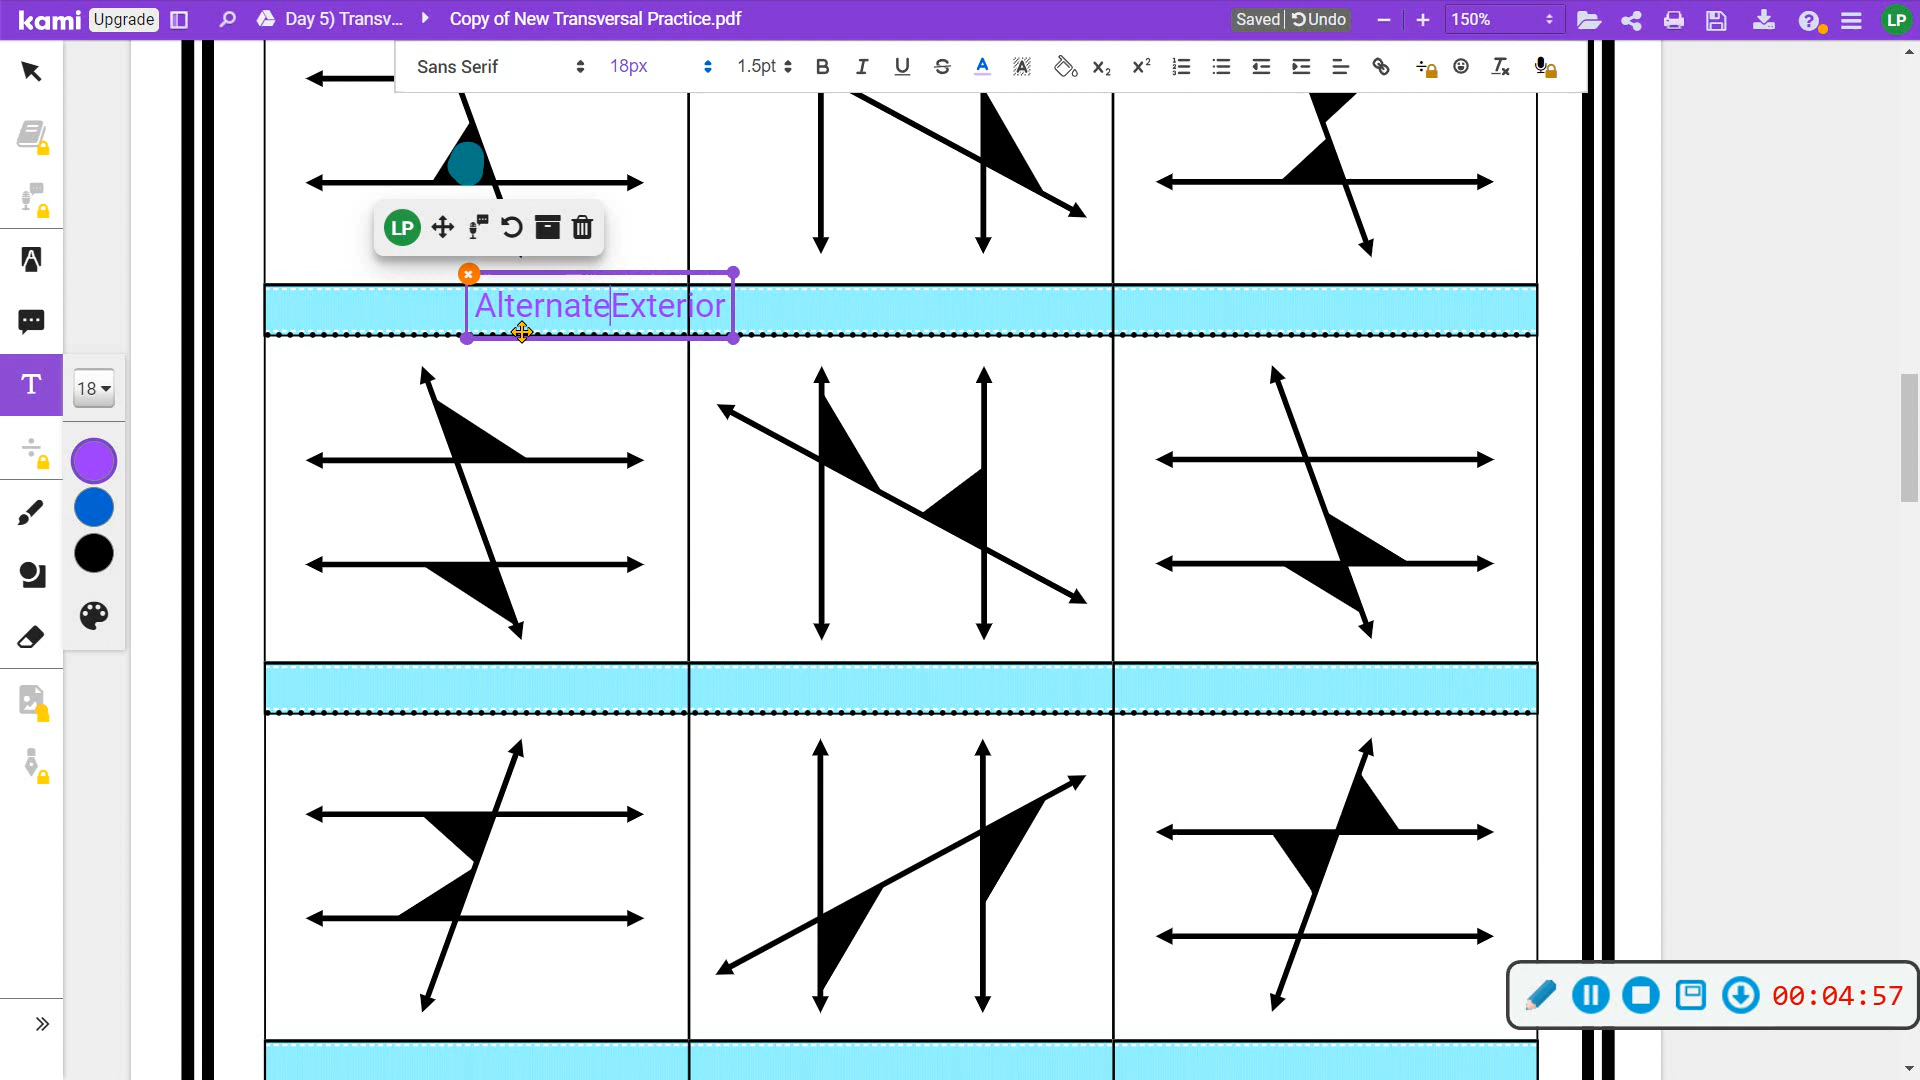 kami Upgrade Day 5) Transv... Copy of New Transversal Practice.pdf Saved Undo 150% LP
Sans Serif 18px 1.5pt B I U S A A X₂ X²
LP
AlternateExterior
T 18
00:04:57